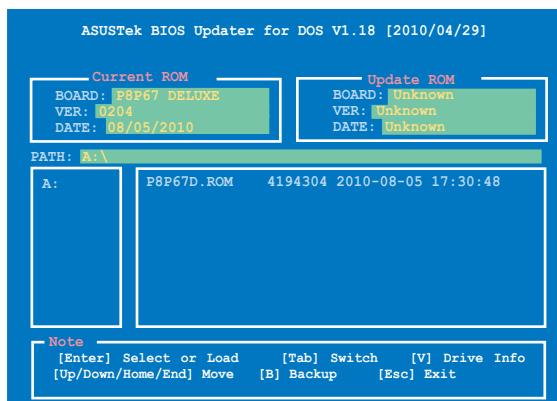 ASUSTek BIOS Updater for DOS V1.18 [2010/04/29]
Current ROM
BOARD: P8P67 DELUXE
VER: 0204
DATE: 08/05/2010
Update ROM
BOARD: Unknown
VER: Unknown
DATE: Unknown
PATH: A:\
A:
P8P67D.ROM 4194304 2010-08-05 17:30:48
Note
[Enter] Select or Load [Tab] Switch [V] Drive Info
[Up/Down/Home/End] Move [B] Backup [Esc] Exit